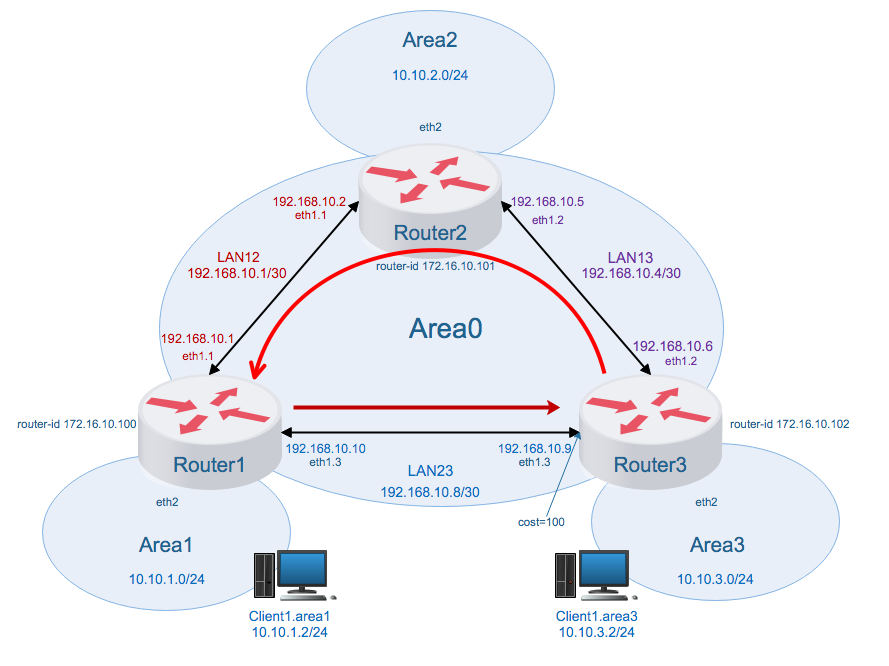 Area2
10.10.2.0/24
eth2
192.168.10.2
eth1.1
192.168.10.5
eth1.2
Router2
router-id 172.16.10.101
LAN12
192.168.10.1/30
LAN13
192.168.10.4/30
Area0
192.168.10.1
eth1.1
192.168.10.6
eth1.2
router-id 172.16.10.100
router-id 172.16.10.102
Router1
192.168.10.10
eth1.3
192.168.10.9
eth1.3
Router3
LAN23
192.168.10.8/30
cost=100
eth2
Area1
10.10.1.0/24
eth2
Area3
10.10.3.0/24
Client1.area1
10.10.1.2/24
Client1.area3
10.10.3.2/24